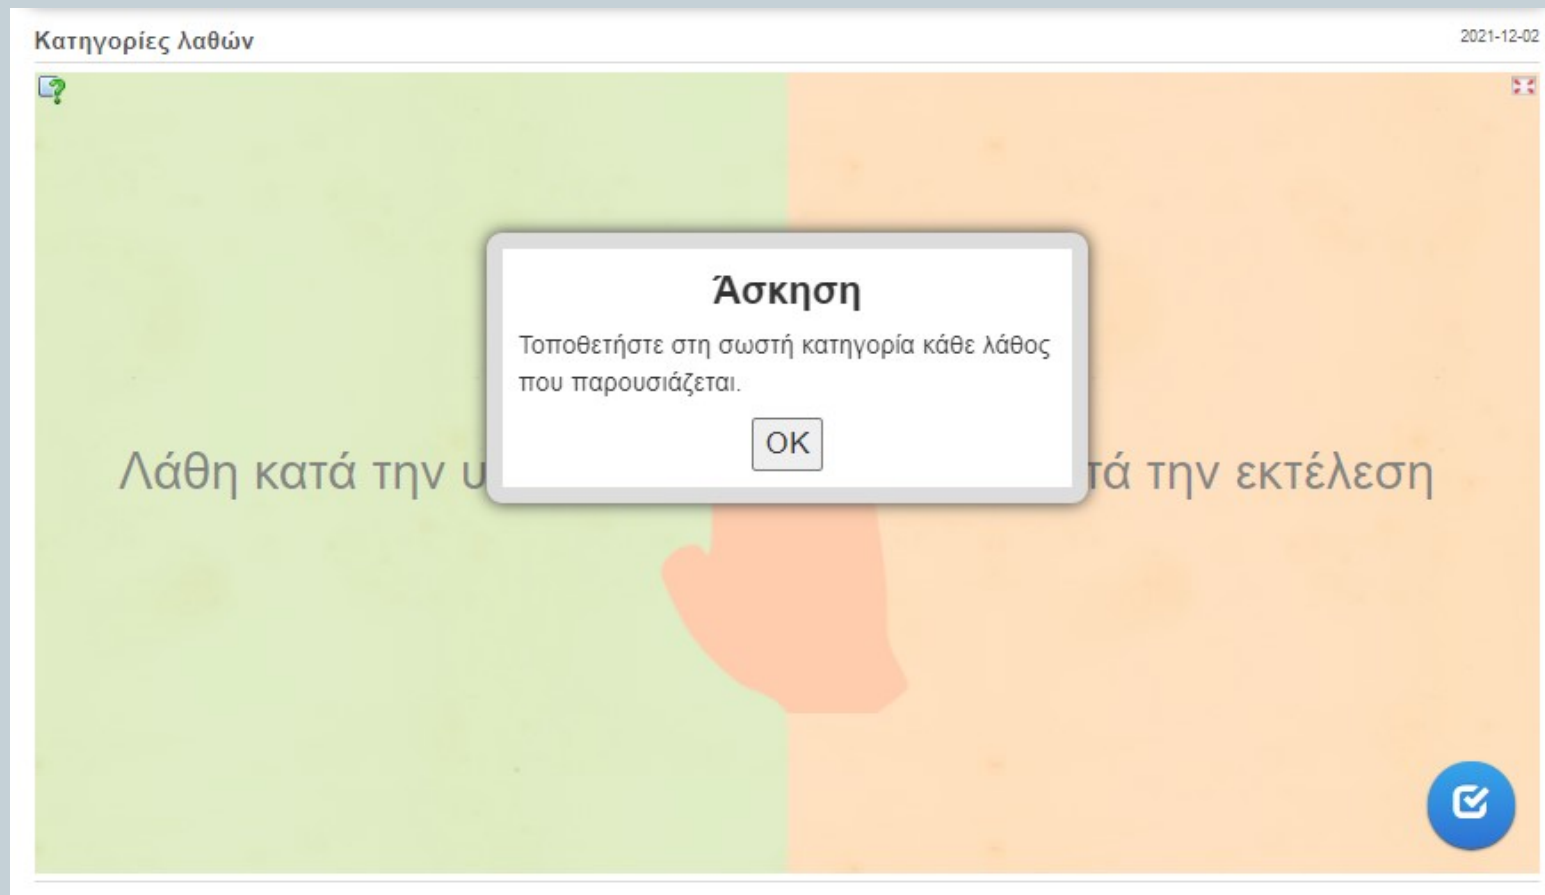 Κατηγορίες λαθών
2021-12-02
Άσκηση
Τοποθετήστε στη σωστή κατηγορία κάθε λάθος
που παρουσιάζεται.
OK
Λάθη κατά την
την εκτέλεση